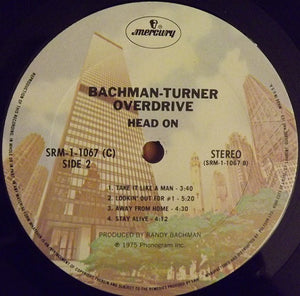 mercury
BACHMAN-TURNER
OVERDRIVE
HEAD ON
SRM-1-1067 (C)
SIDE 2
STEREO
(SRM-1-1067 B)
1. TAKE IT LIKE A MAN - 3:40
2. LOOKIN' OUT FOR #1 - 5:20
3. AWAY FROM HOME - 4:30
4. STAY ALIVE - 4:12
PRODUCED BY RANDY BACHMAN
℗ 1975 Phonogram Inc.